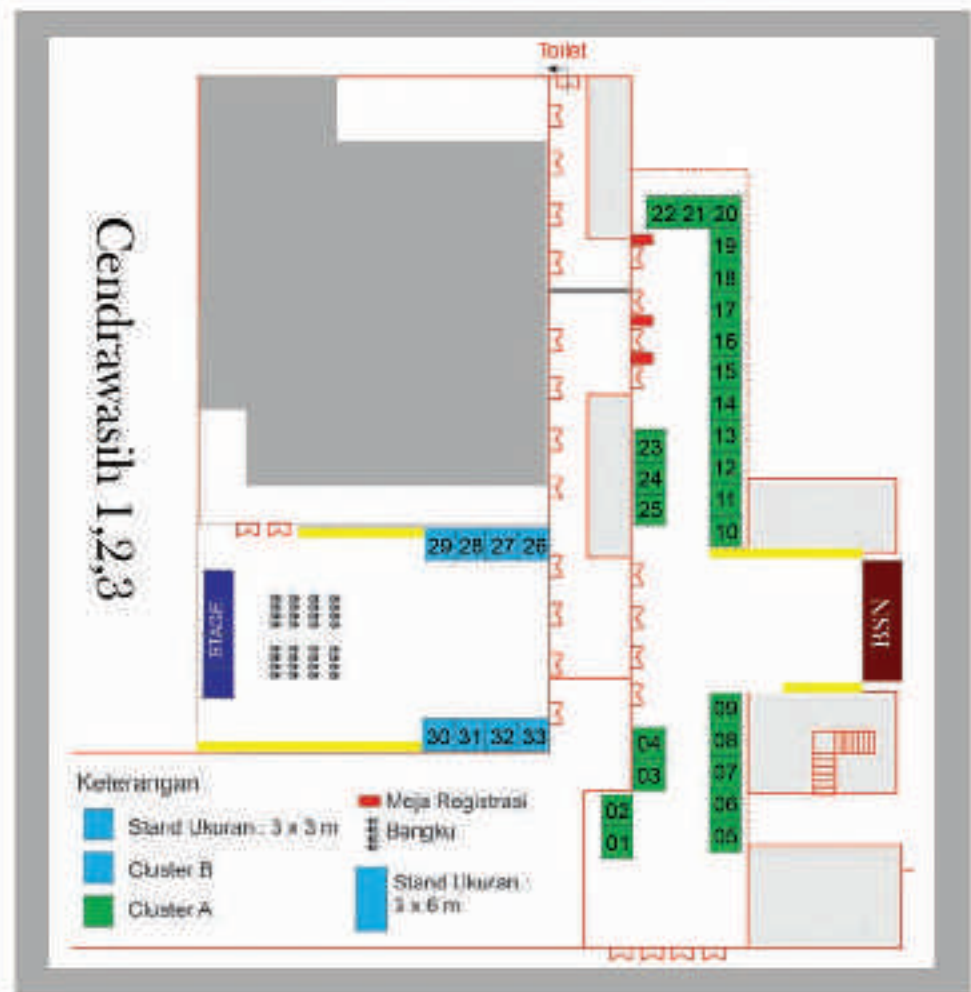 Toilet
Cendrawasih 1,2,3
22 21 20
19
18
17
16
15
14
13
12
11
10
23
24
25
29 28 27 26
STAGE
BSN
30 31 32 33
09
08
07
06
05
04
03
02
01
Keterangan
Stand Ukuran : 3 x 3 m
Cluster B
Cluster A
Meja Registrasi
Bangku
Stand Ukuran :
3 x 6 m